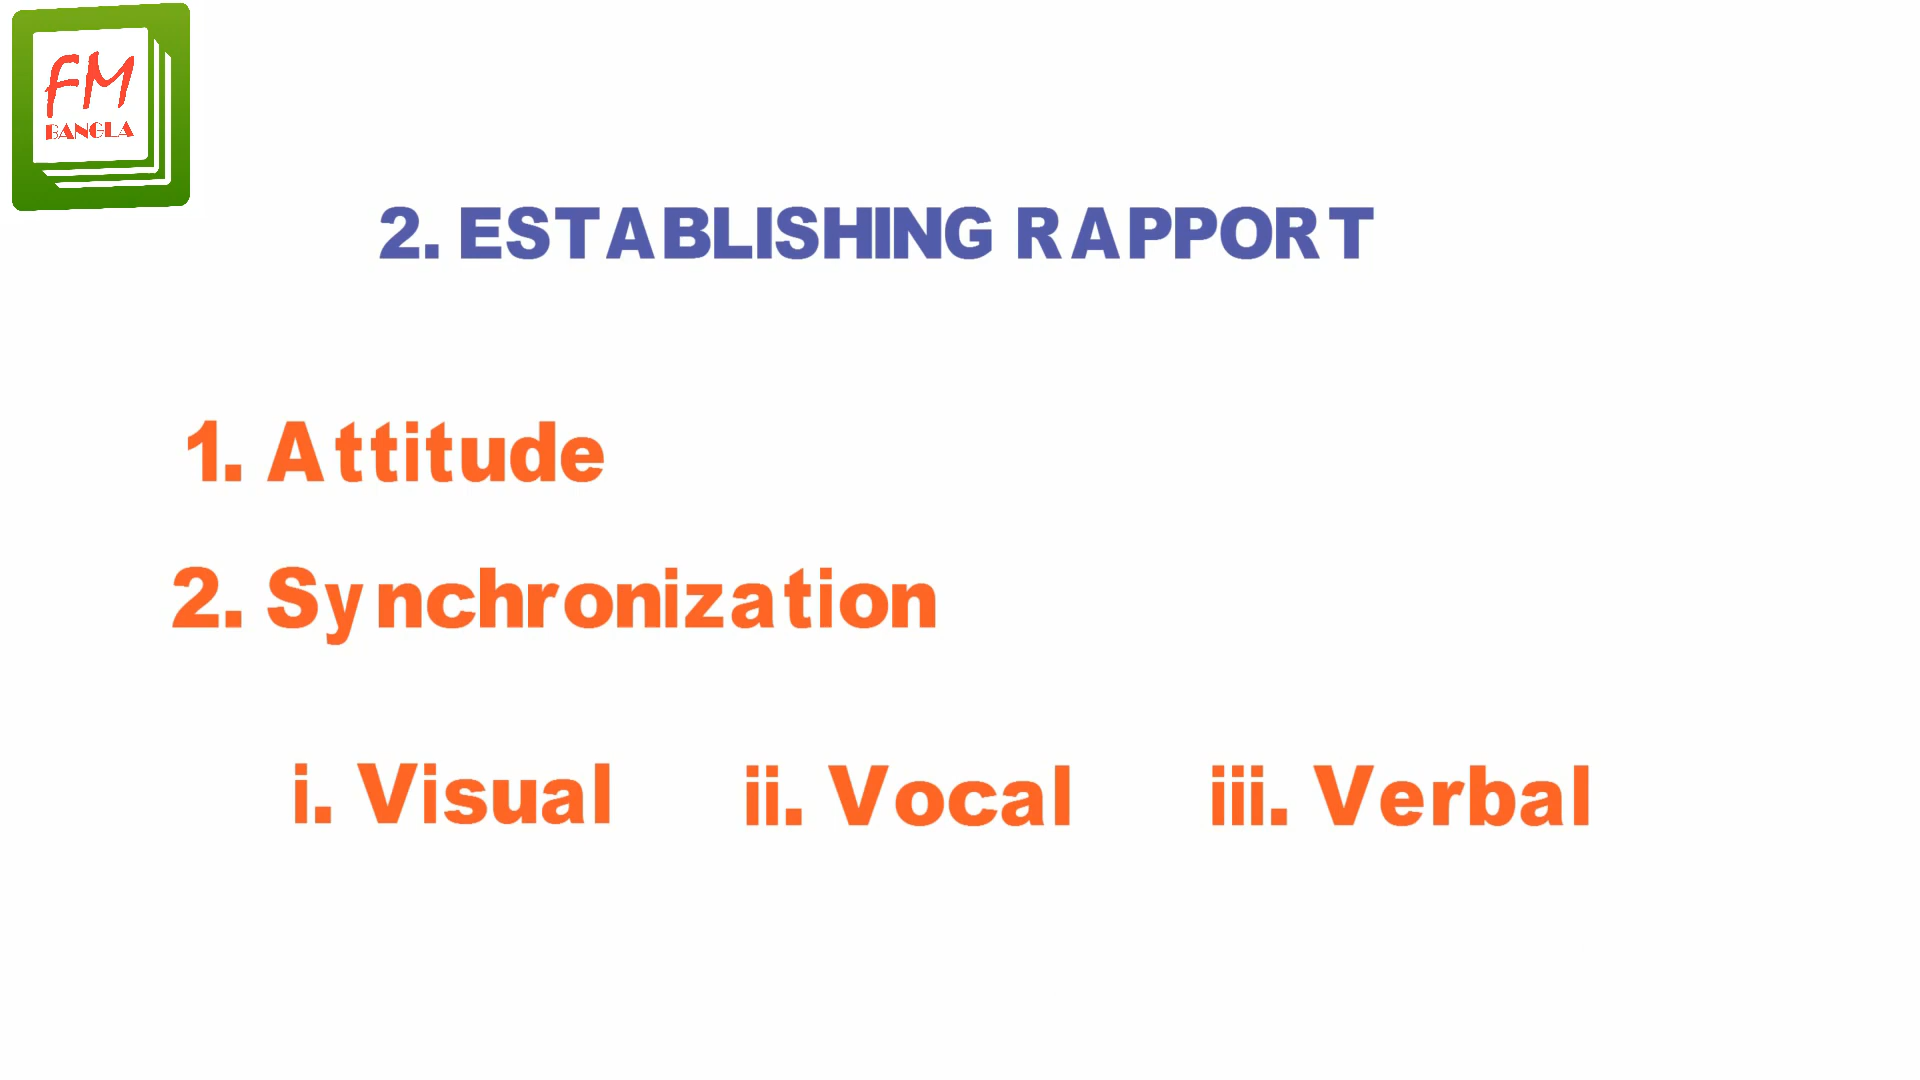 FM
BANGLA
2. ESTABLISHING RAPPORT
1. Attitude
2. Synchronization
i. Visual ii. Vocal iii. Verbal